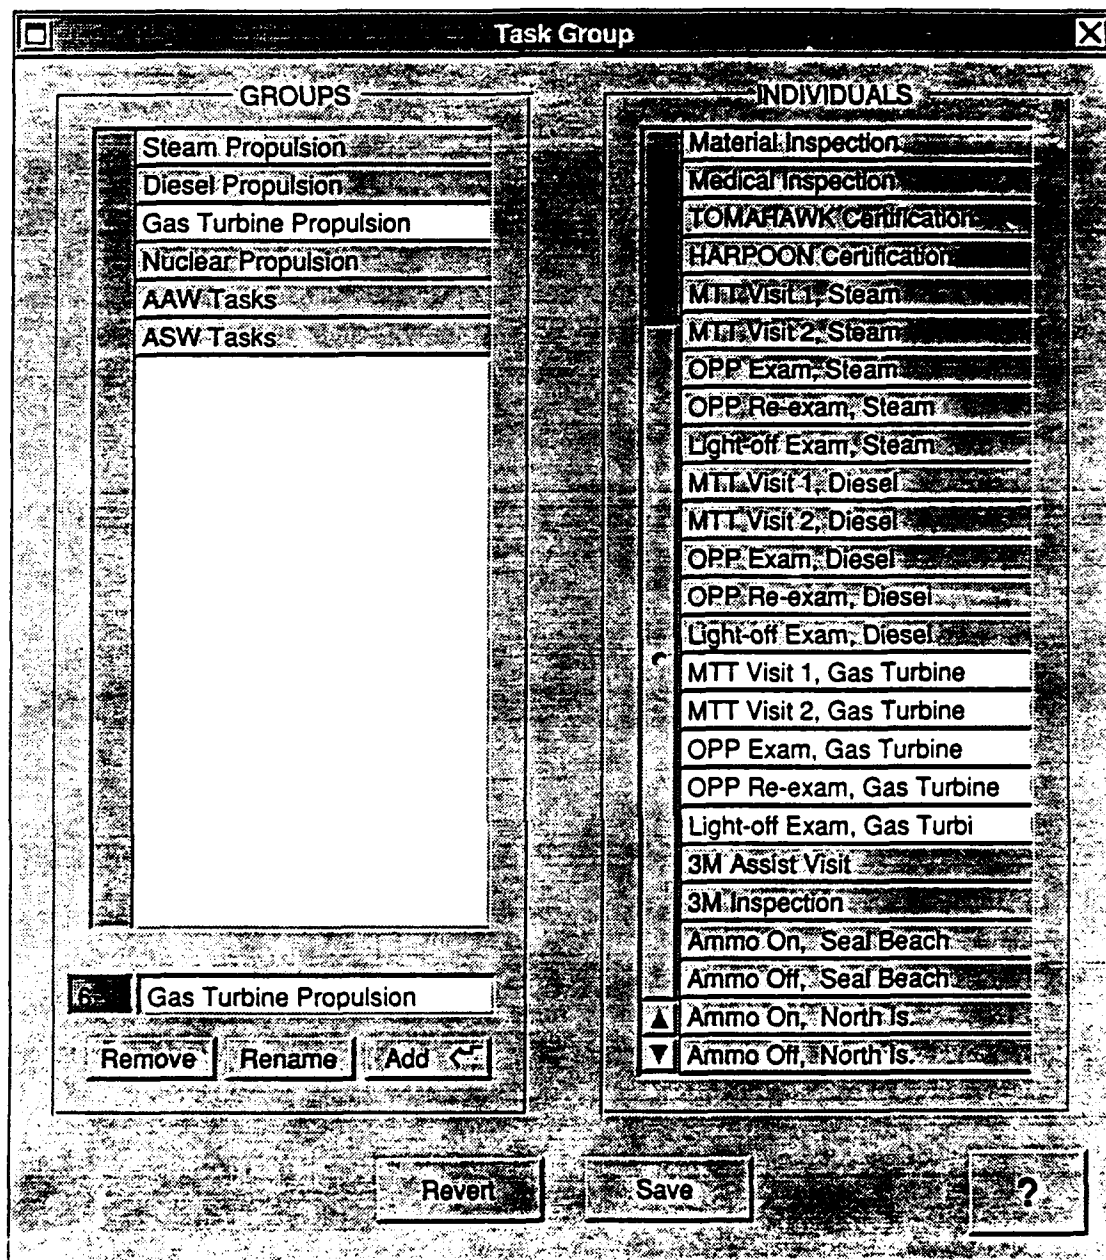 Task Group
GROUPS
Steam Propulsion
Diesel Propulsion
Gas Turbine Propulsion
Nuclear Propulsion
AAW Tasks
ASW Tasks
6
Gas Turbine Propulsion
Remove
Rename
Add
INDIVIDUALS
Material Inspection
Medical Inspection
TOMAHAWK Certification
HARPOON Certification
MTT Visit 1, Steam
MTT Visit 2, Steam
OPP Exam, Steam
OPP Re-exam, Steam
Light-off Exam, Steam
MTT Visit 1, Diesel
MTT Visit 2, Diesel
OPP Exam, Diesel
OPP Re-exam, Diesel
Light-off Exam, Diesel
MTT Visit 1, Gas Turbine
MTT Visit 2, Gas Turbine
OPP Exam, Gas Turbine
OPP Re-exam, Gas Turbine
Light-off Exam, Gas Turbi
3M Assist Visit
3M Inspection
Ammo On, Seal Beach
Ammo Off, Seal Beach
Ammo On, North Is.
Ammo Off, North Is.
Revert
Save
?